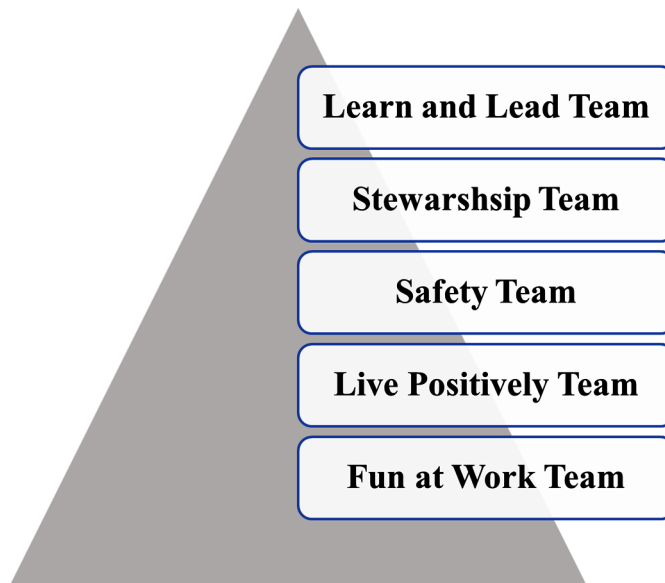 Learn and Lead Team
Stewarshsip Team
Safety Team
Live Positively Team
Fun at Work Team